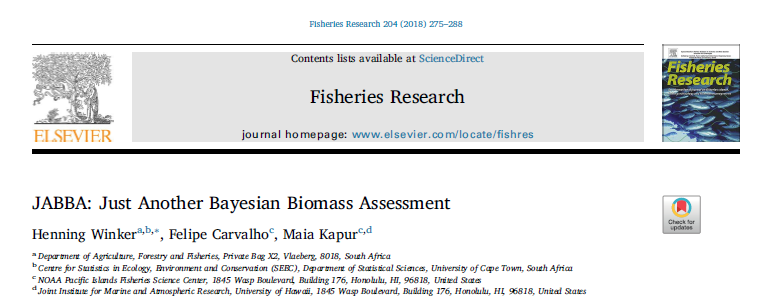 Fisheries Research 204 (2018) 275–288
Contents lists available at ScienceDirect
Fisheries Research
journal homepage: www.elsevier.com/locate/fishres
ELSEVIER
Fisheries
Research
Check for
updates
JABBA: Just Another Bayesian Biomass Assessment
Henning Winkera,b,*, Felipe Carvalhoc, Maia Kapurc,d
a Department of Agriculture, Forestry and Fisheries, Private Bag X2, Vlaeberg, 8018, South Africa
b Centre for Statistics in Ecology, Environment and Conservation (SEEC), Department of Statistical Sciences, University of Cape Town, South Africa
c NOAA Pacific Islands Fisheries Science Center, 1845 Wasp Boulevard, Building 176, Honolulu, HI, 96818, United States
d Joint Institute for Marine and Atmospheric Research, University of Hawaii, 1845 Wasp Boulevard, Building 176, Honolulu, HI, 96818, United States